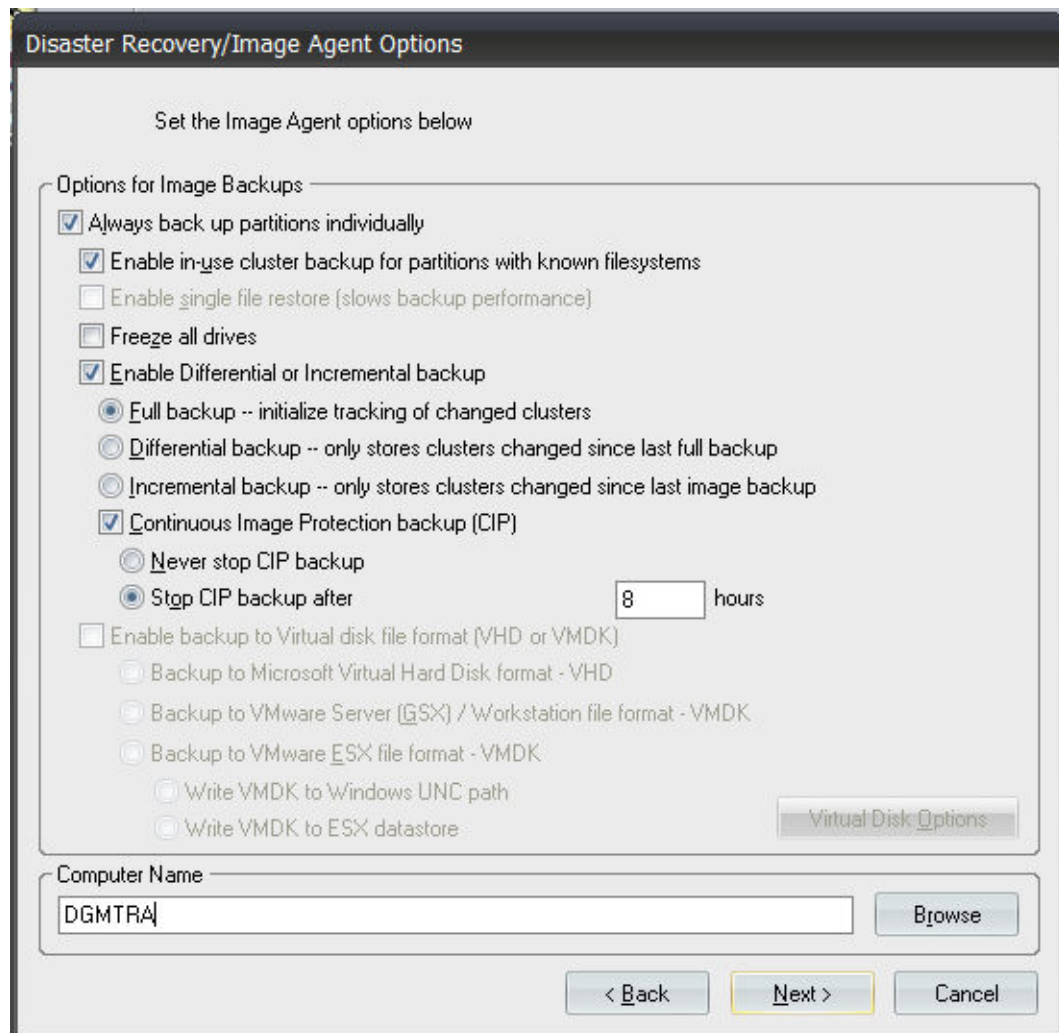 Disaster Recovery/Image Agent Options
Set the Image Agent options below
Options for Image Backups
Always back up partitions individually
Enable in-use cluster backup for partitions with known filesystems
Enable single file restore (slows backup performance)
Freeze all drives
Enable Differential or Incremental backup
Full backup -- initialize tracking of changed clusters
Differential backup -- only stores clusters changed since last full backup
Incremental backup -- only stores clusters changed since last image backup
Continuous Image Protection backup (CIP)
Never stop CIP backup
Stop CIP backup after 8 hours
Enable backup to Virtual disk file format (VHD or VMDK)
Backup to Microsoft Virtual Hard Disk format - VHD
Backup to VMware Server (GSX) / Workstation file format - VMDK
Backup to VMware ESX file format - VMDK
Write VMDK to Windows UNC path
Write VMDK to ESX datastore
Virtual Disk Options
Computer Name
DGMTRA
Browse
< Back Next > Cancel